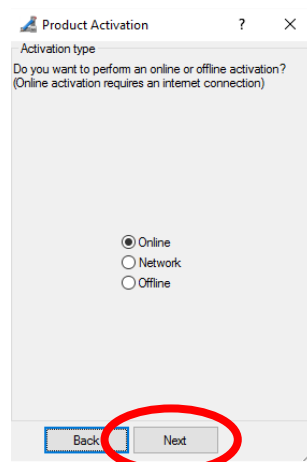 Product Activation ? ×
Activation type
Do you want to perform an online or offline activation?
(Online activation requires an internet connection)
Online
Network
Offline
Back Next